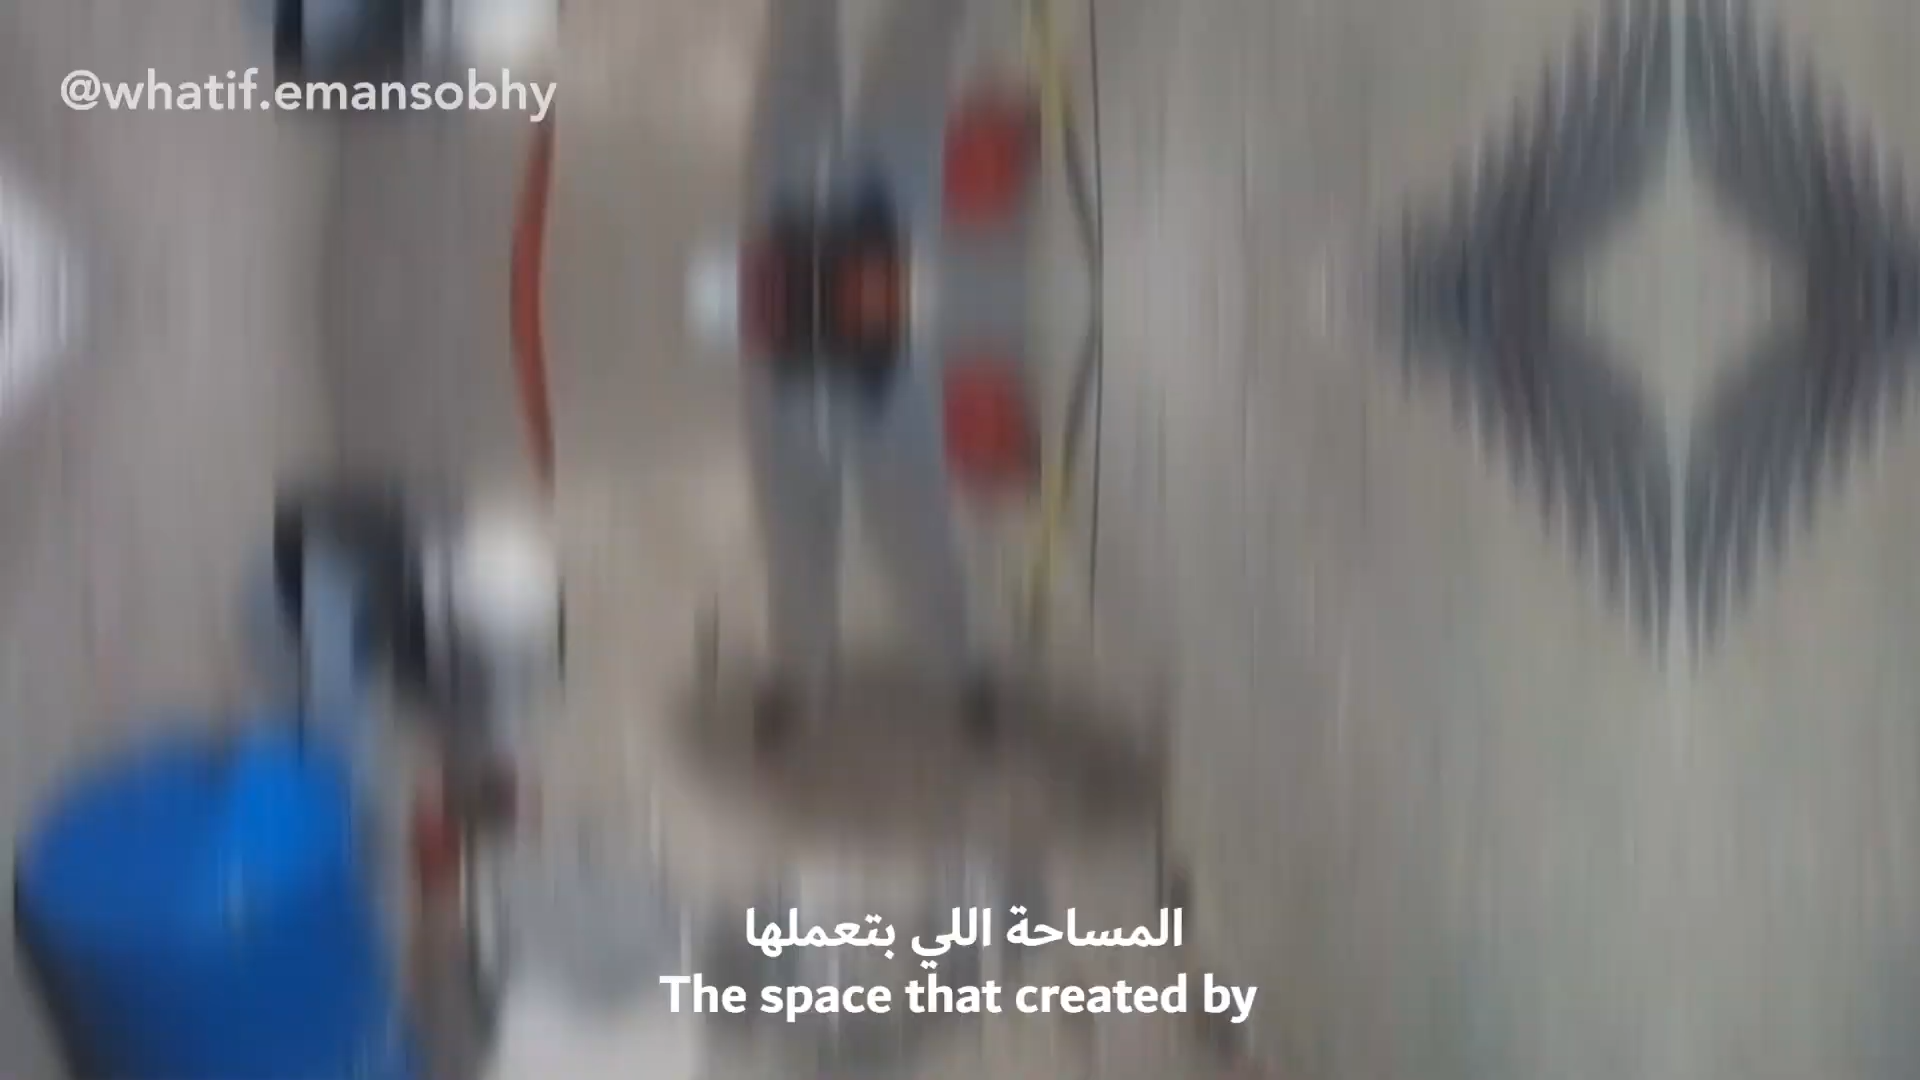 @whatif.emansobhy
المساحة اللي بتعملها
The space that created by